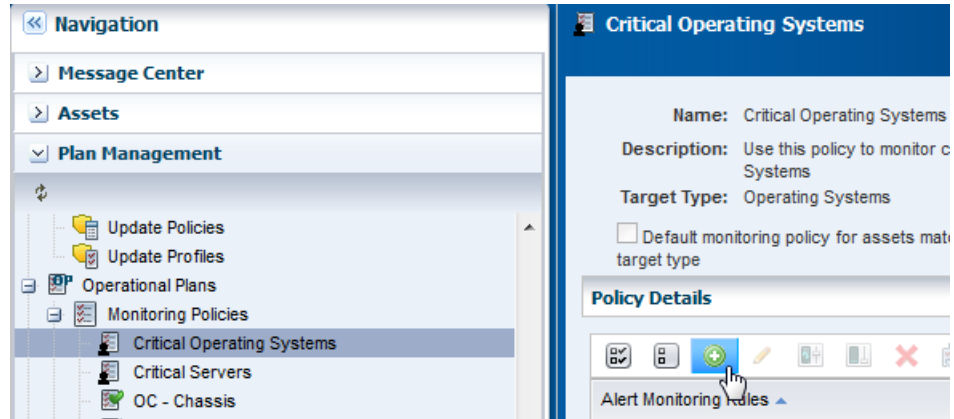 Navigation
Message Center
Assets
Plan Management
Update Policies
Update Profiles
Operational Plans
Monitoring Policies
Critical Operating Systems
Critical Servers
OC - Chassis
Critical Operating Systems
Name: Critical Operating Systems
Description: Use this policy to monitor c
Systems
Target Type: Operating Systems
Default monitoring policy for assets mat
target type
Policy Details
Alert Monitoring Rules